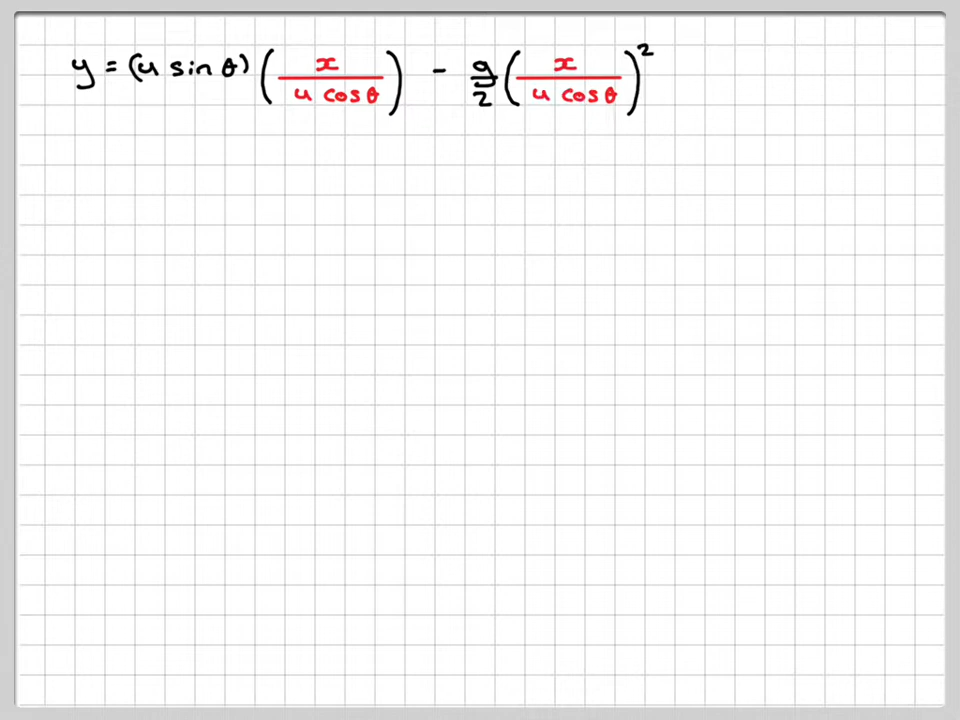 y = (u sin θ) (x / u cos θ) - g/2 (x / u cos θ)²